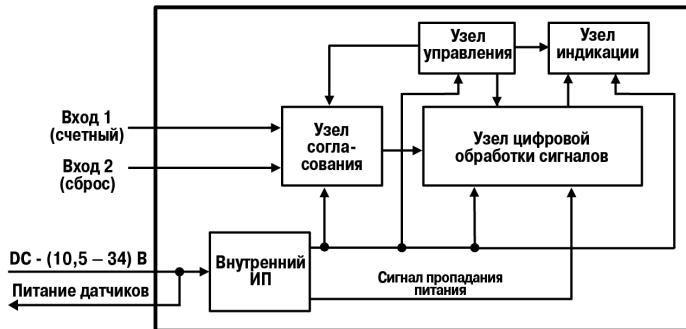 Узел
управления
Узел
индикации
Вход 1
(счетный)
Узел
согла-
сования
Узел цифровой
обработки сигналов
Вход 2
(сброс)
DC - (10,5 – 34) В
Внутренний
ИП
Питание датчиков
Сигнал пропадания
питания